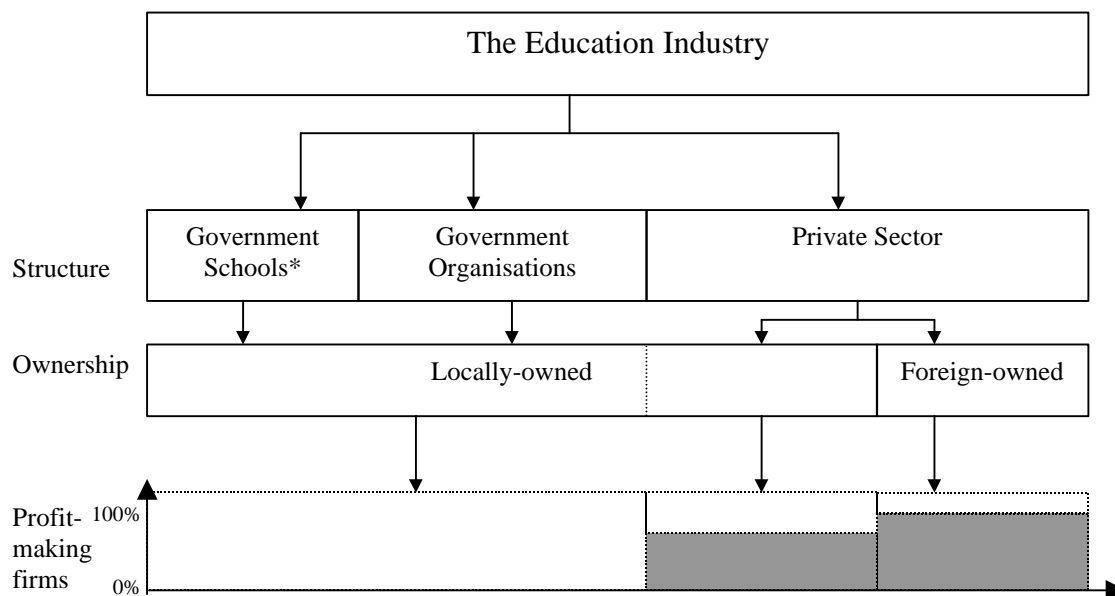 The Education Industry
Structure
Government
Schools*
Government
Organisations
Private Sector
Ownership
Locally-owned
Foreign-owned
Profit-
making
firms
100%
0%